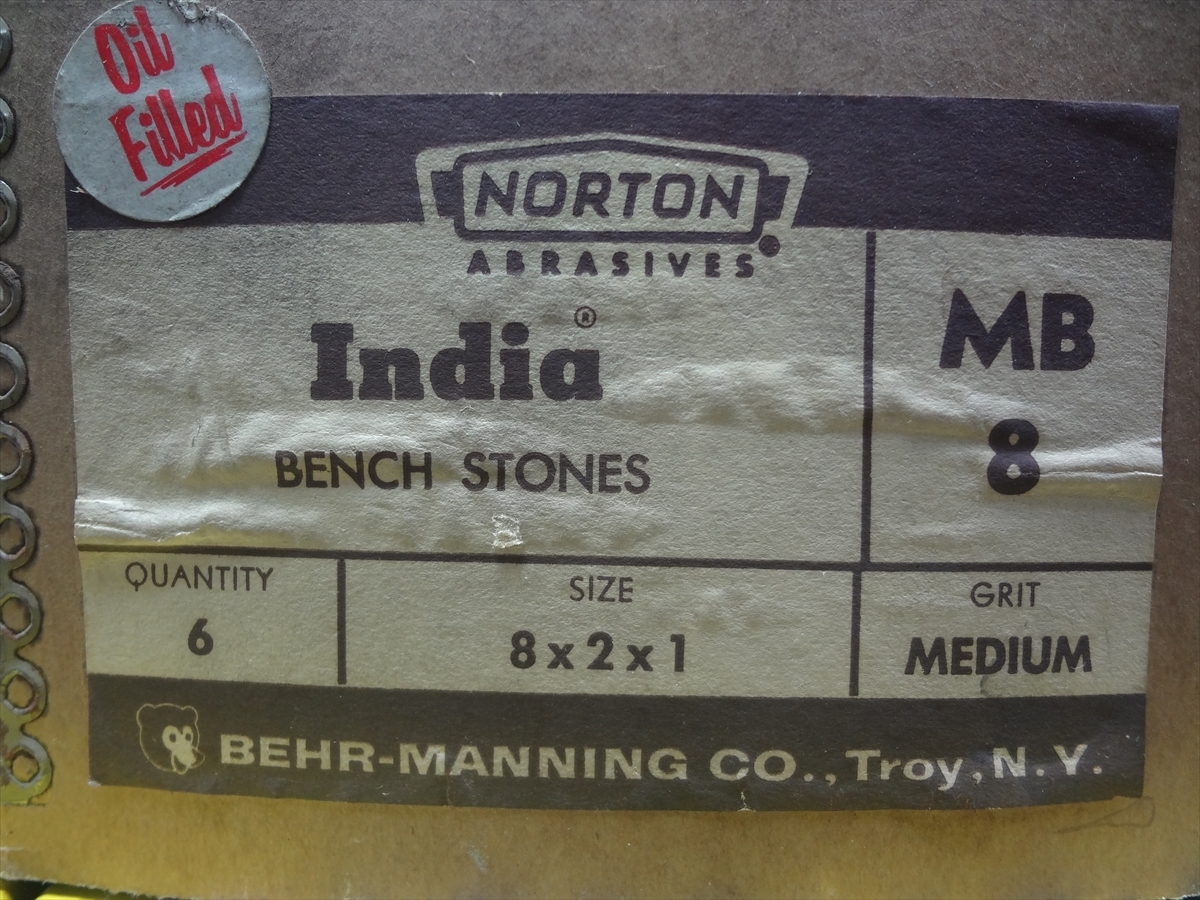 Oil
Filled
NORTON
ABRASIVES
India®
BENCH STONES
MB
8
QUANTITY
6
SIZE
8 x 2 x 1
GRIT
MEDIUM
BEHR-MANNING CO., Troy, N. Y.